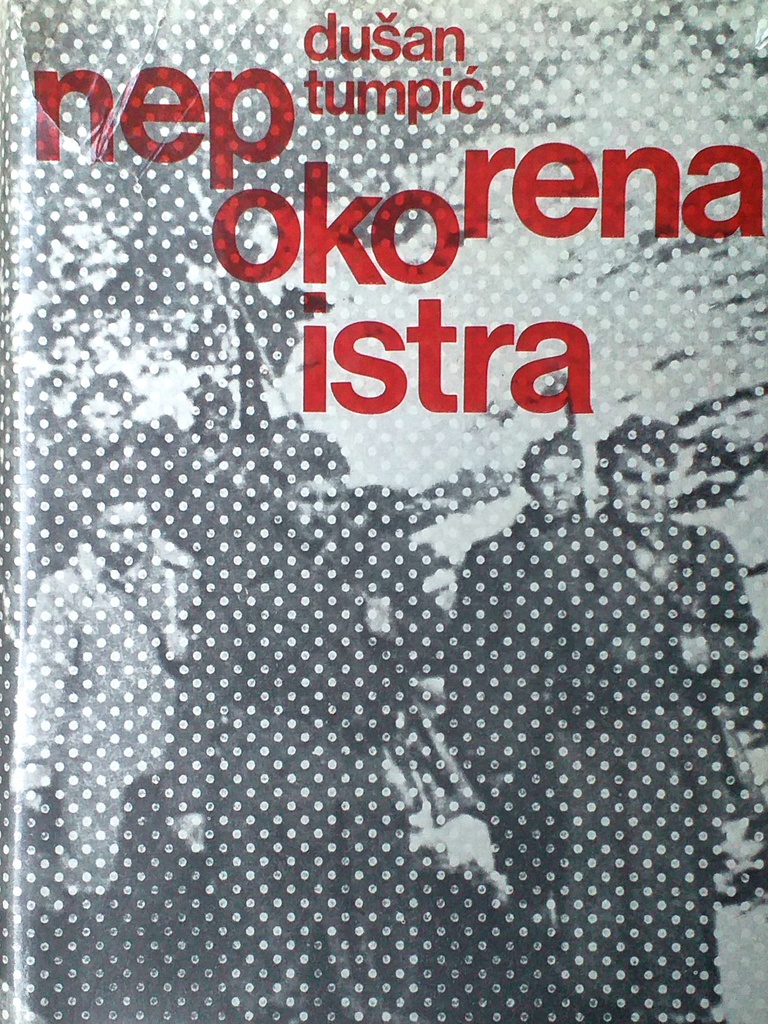 dušan
tumpić
nep
oko
rena
istra